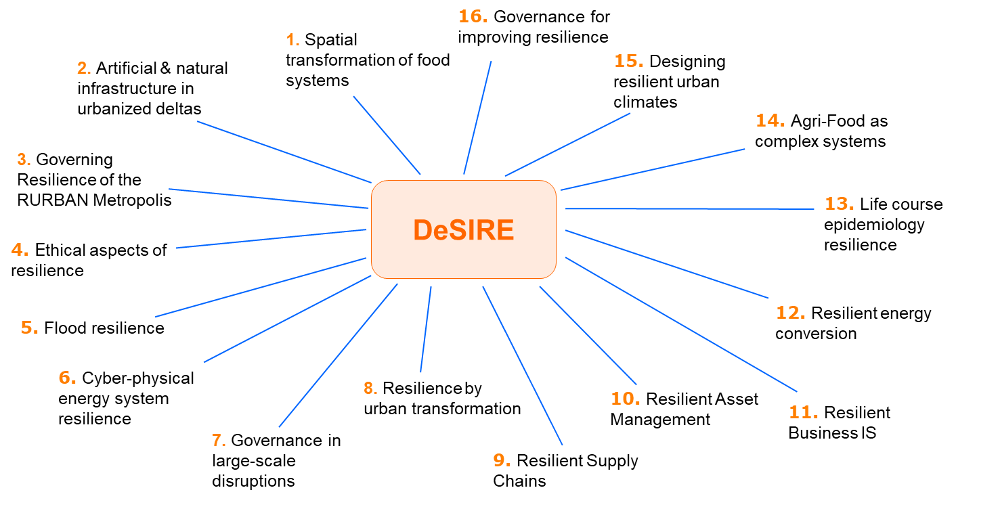 16. Governance for
improving resilience
1. Spatial
transformation of food
systems
15. Designing
resilient urban
climates
2. Artificial & natural
infrastructure in
urbanized deltas
14. Agri-Food as
complex systems
3. Governing
Resilience of the
RURBAN Metropolis
13. Life course
epidemiology
resilience
DeSIRE
4. Ethical aspects of
resilience
12. Resilient energy
conversion
5. Flood resilience
6. Cyber-physical
energy system
resilience
8. Resilience by
urban transformation
10. Resilient Asset
Management
11. Resilient
Business IS
7. Governance in
large-scale
disruptions
9. Resilient Supply
Chains